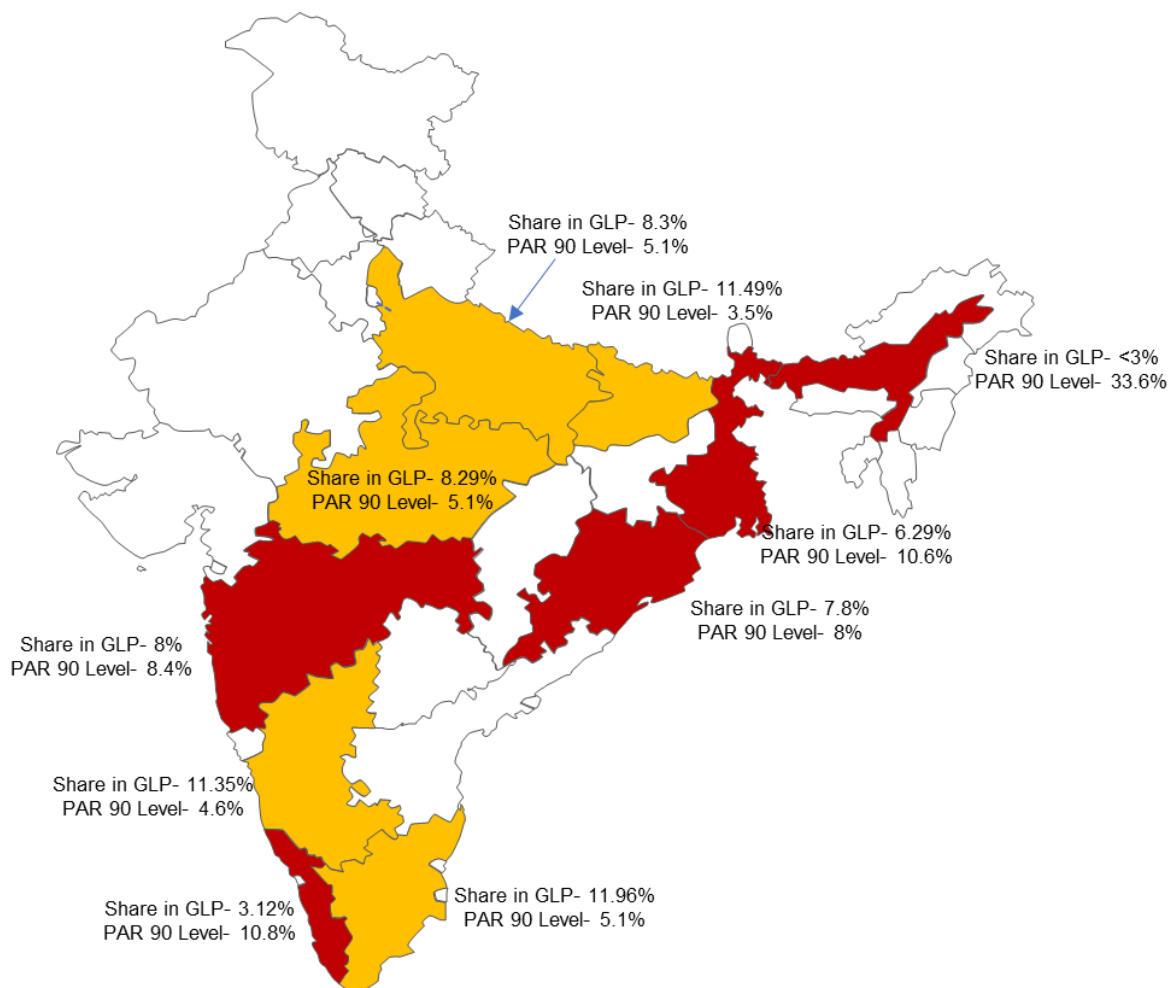 Share in GLP- 8.3%
PAR 90 Level- 5.1%
Share in GLP- 11.49%
PAR 90 Level- 3.5%
Share in GLP- <3%
PAR 90 Level- 33.6%
Share in GLP- 8.29%
PAR 90 Level- 5.1%
Share in GLP- 6.29%
PAR 90 Level- 10.6%
Share in GLP- 7.8%
PAR 90 Level- 8%
Share in GLP- 8%
PAR 90 Level- 8.4%
Share in GLP- 11.35%
PAR 90 Level- 4.6%
Share in GLP- 11.96%
PAR 90 Level- 5.1%
Share in GLP- 3.12%
PAR 90 Level- 10.8%